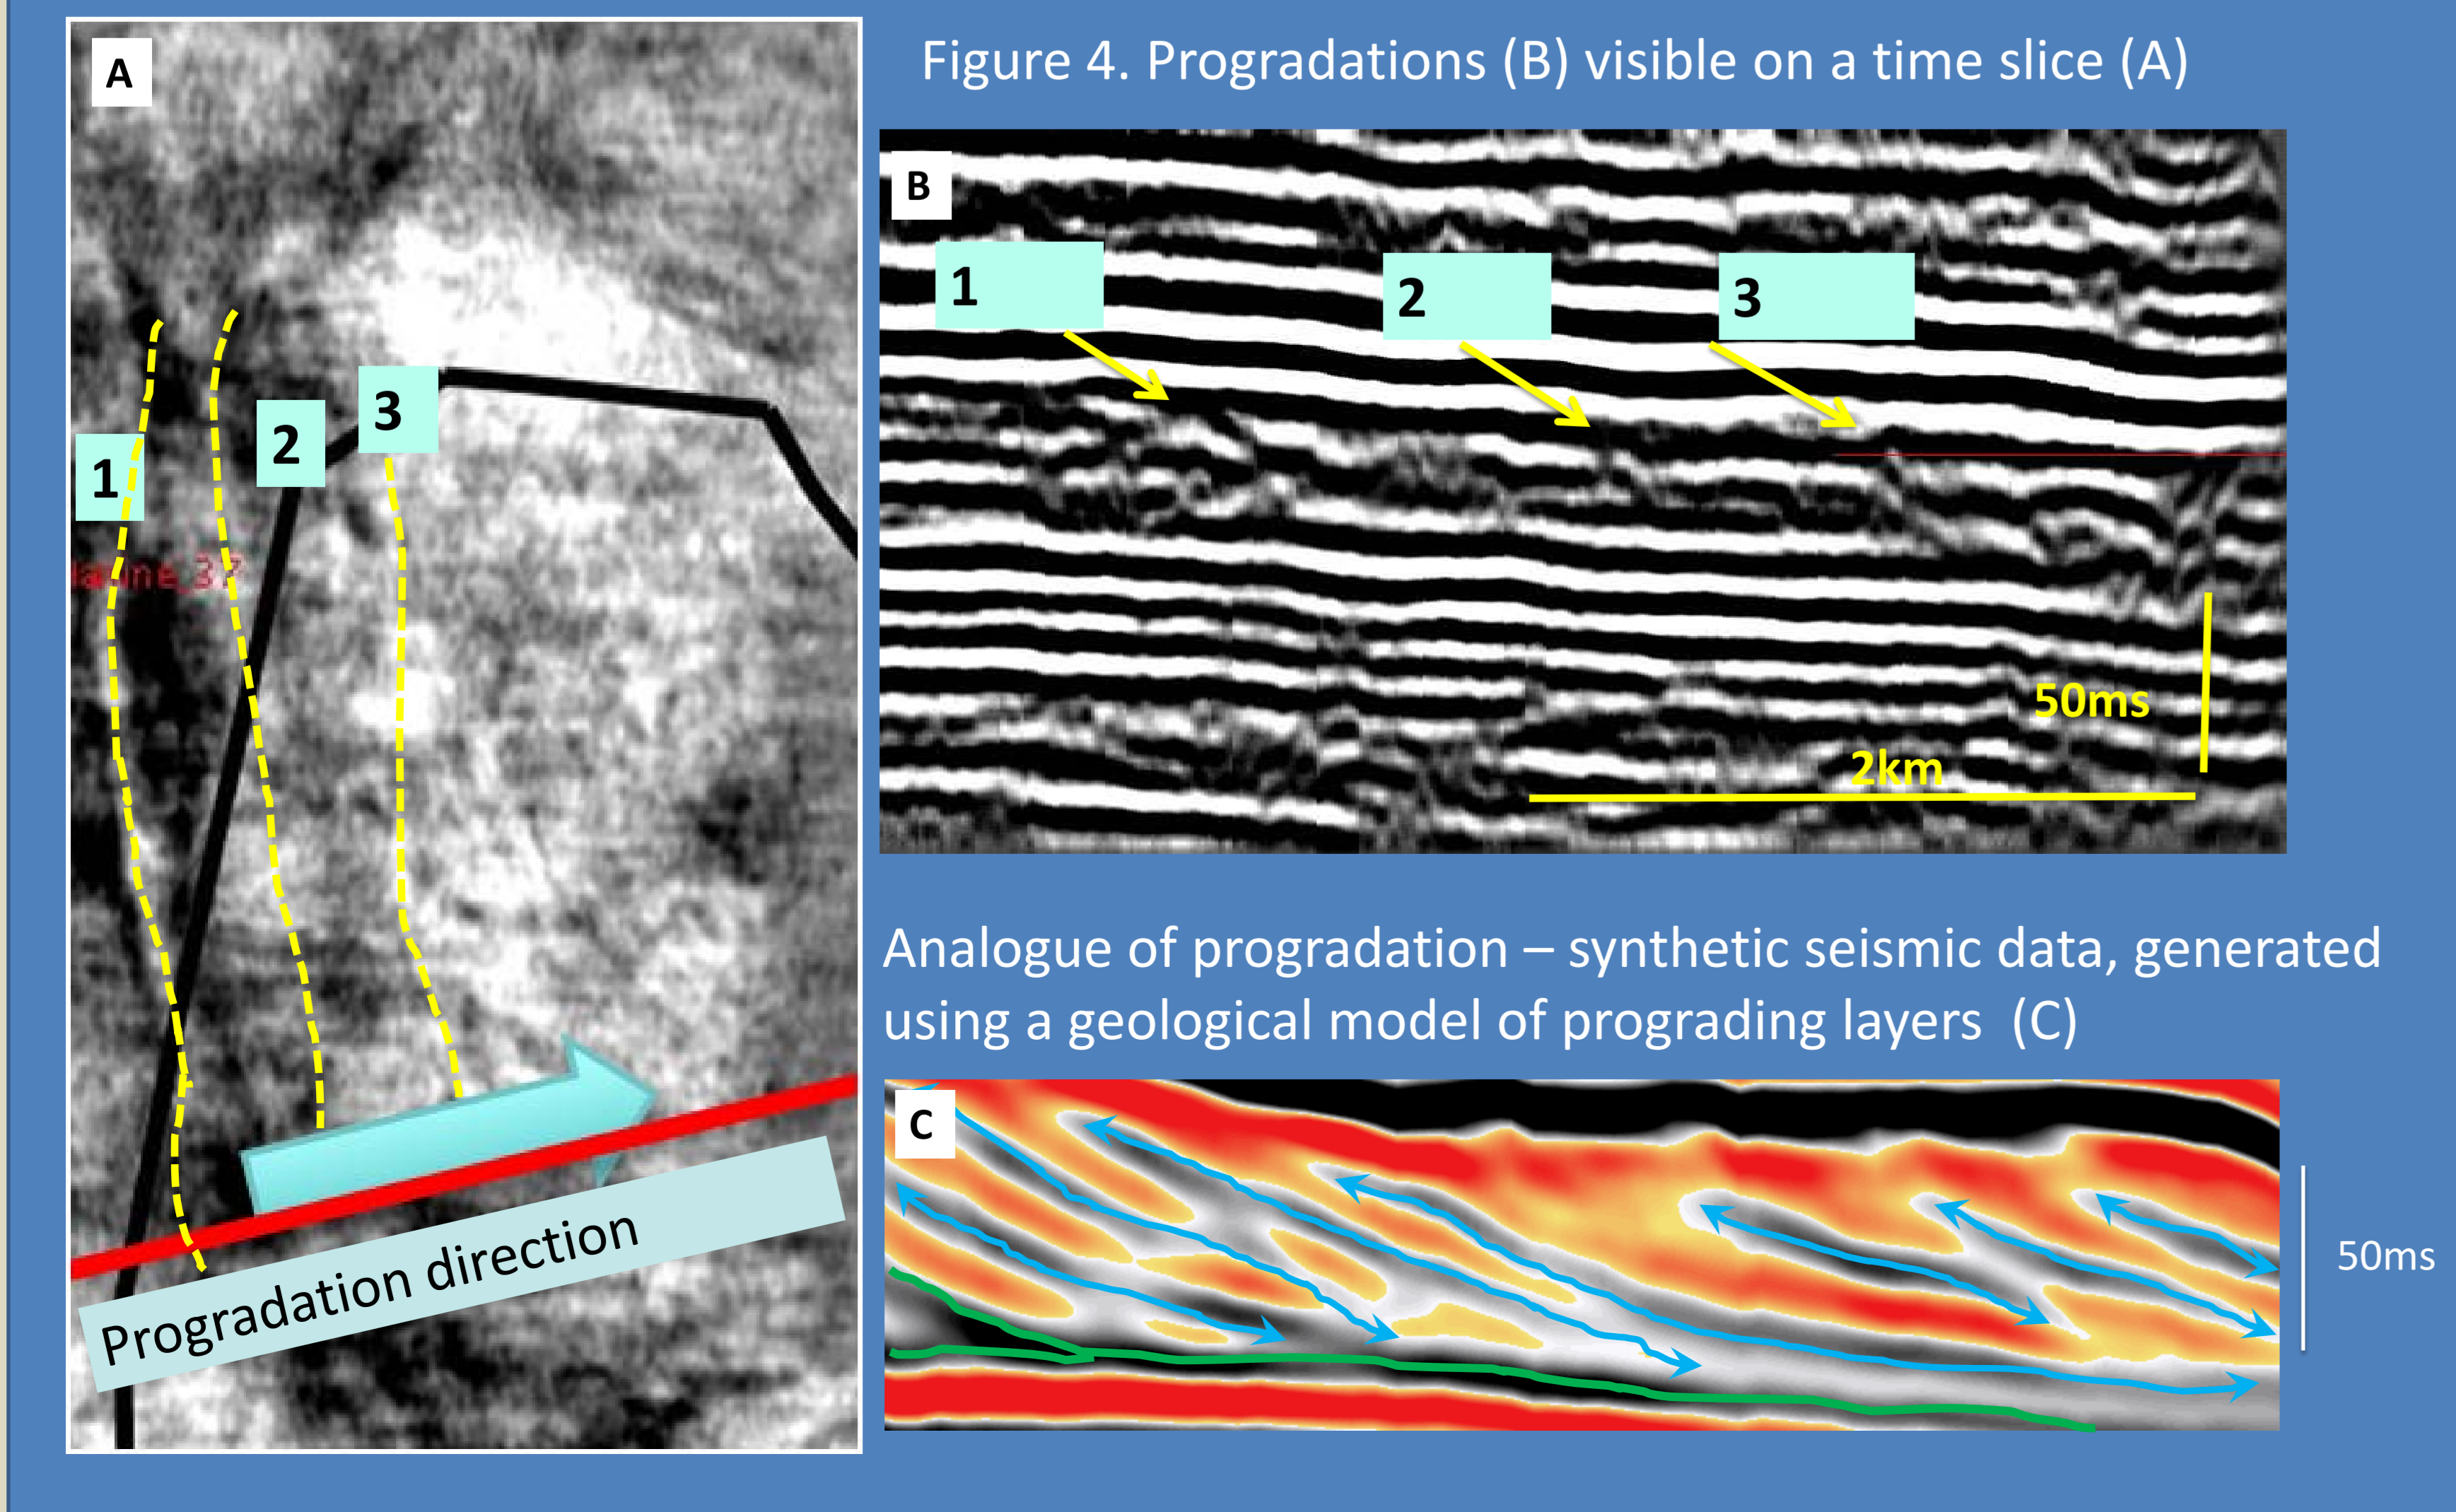 A
Figure 4. Progradations (B) visible on a time slice (A)
B
1
2
3
1
2
3
50ms
2km
Analogue of progradation – synthetic seismic data, generated
using a geological model of prograding layers (C)
C
50ms
Progradation direction